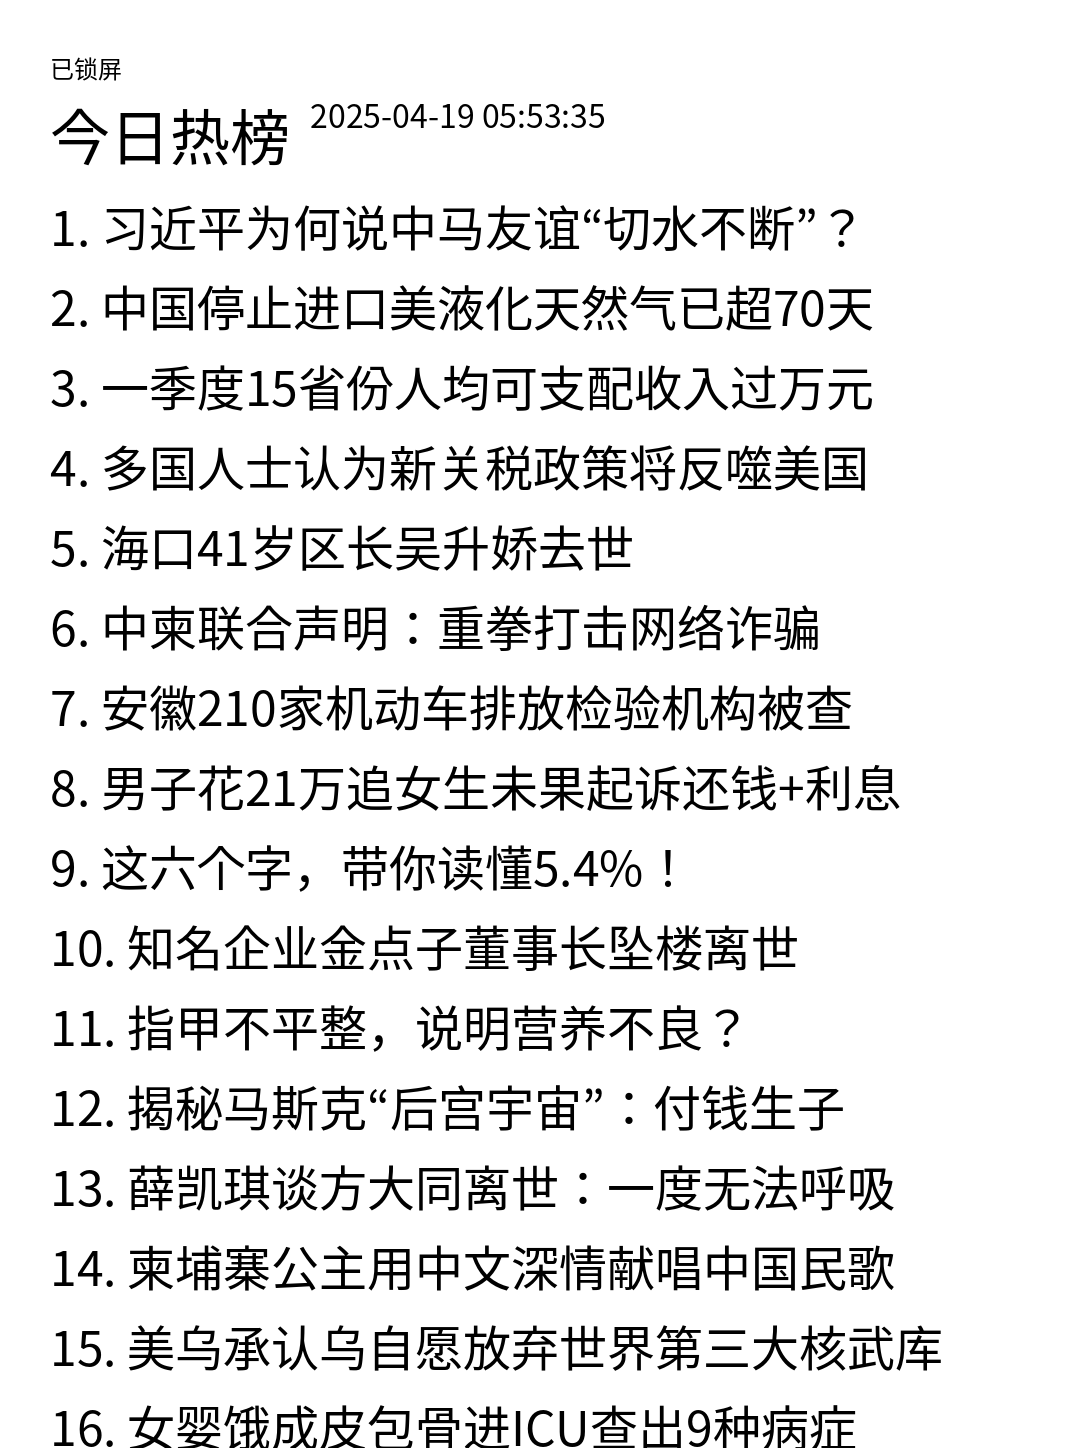 已锁屏
今日热榜 2025-04-19 05:53:35
1. 习近平为何说中马友谊“切水不断”？
2. 中国停止进口美液化天然气已超70天
3. 一季度15省份人均可支配收入过万元
4. 多国人士认为新关税政策将反噬美国
5. 海口41岁区长吴升娇去世
6. 中柬联合声明：重拳打击网络诈骗
7. 安徽210家机动车排放检验机构被查
8. 男子花21万追女生未果起诉还钱+利息
9. 这六个字，带你读懂5.4%！
10. 知名企业金点子董事长坠楼离世
11. 指甲不平整，说明营养不良？
12. 揭秘马斯克“后宫宇宙”：付钱生子
13. 薛凯琪谈方大同离世：一度无法呼吸
14. 柬埔寨公主用中文深情献唱中国民歌
15. 美乌承认乌自愿放弃世界第三大核武库
16. 女婴饿成皮包骨进ICU查出9种病症